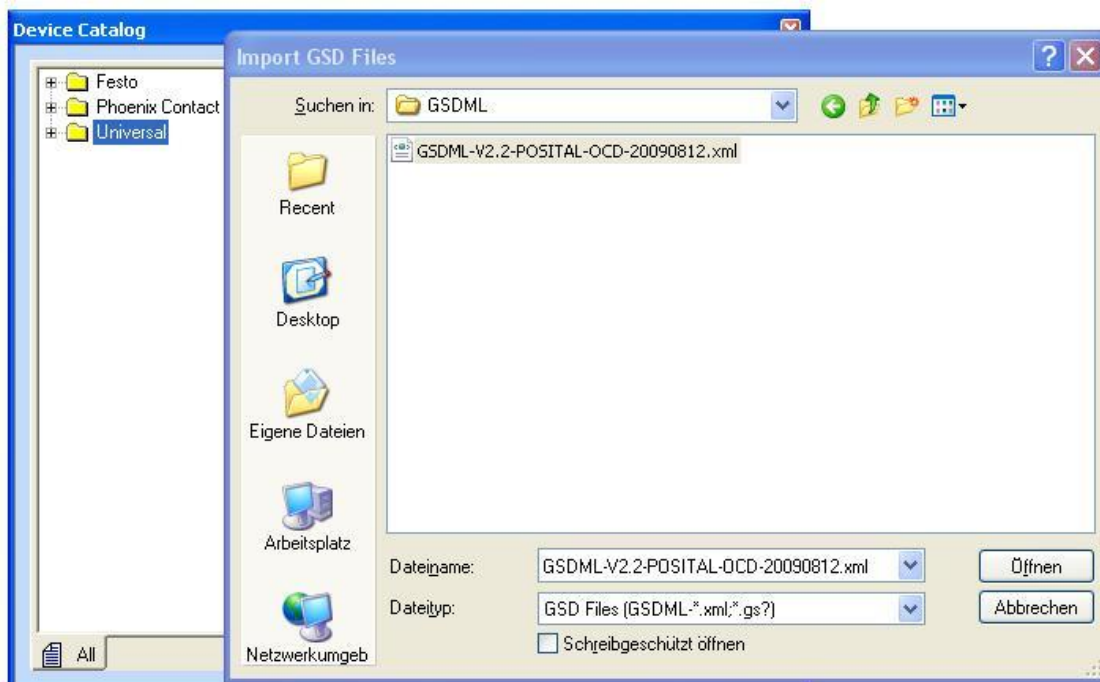 Device Catalog
Festo
Phoenix Contact
Universal
All
Import GSD Files
Suchen in:
GSDML
GSDML-V2.2-POSITAL-OCD-20090812.xml
Recent
Desktop
Eigene Dateien
Arbeitsplatz
Netzwerkumgeb
Dateiname:
GSDML-V2.2-POSITAL-OCD-20090812.xml
Öffnen
Dateityp:
GSD Files (GSDML-*.xml;*.gs?)
Abbrechen
Schreibgeschützt öffnen